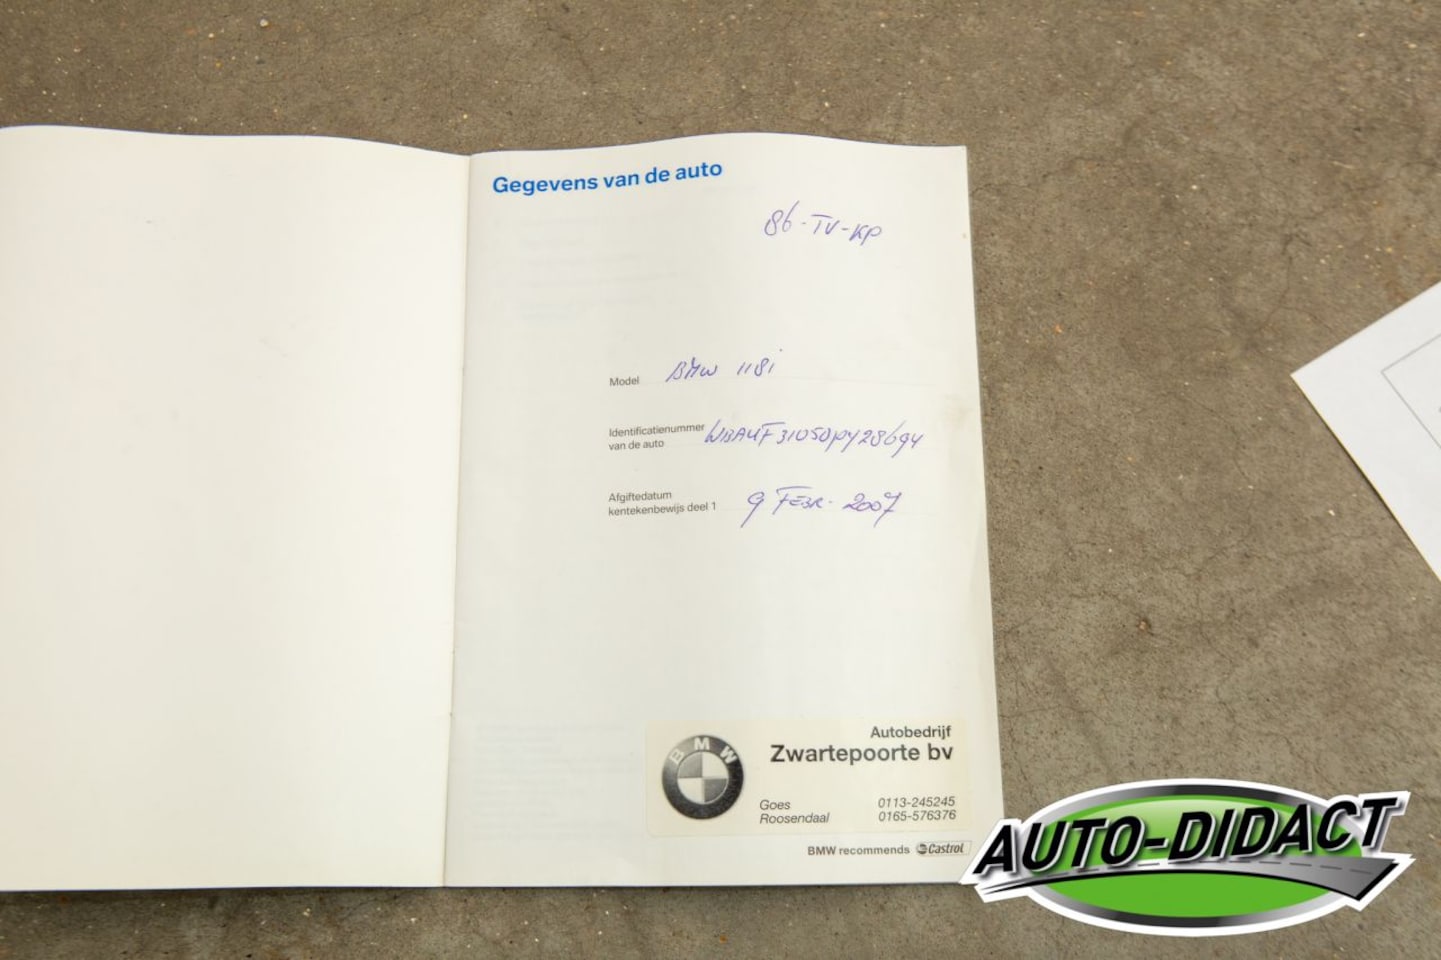 Gegevens van de auto
86-TV-KP
Model BMW 118i
Identificatienummer
van de auto WBAUF31050PY28694
Afgiftedatum
kentekenbewijs deel 1 9 FEBR. 2007
BMW
Autobedrijf
Zwartepoorte bv
Goes 0113-245245
Roosendaal 0165-576376
BMW recommends Castrol
AUTO-DIDACT